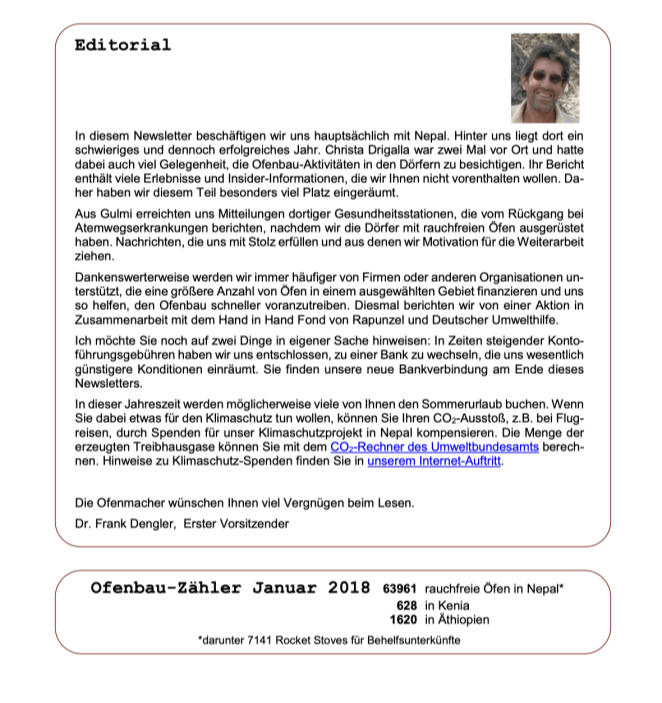 Editorial
In diesem Newsletter beschäftigen wir uns hauptsächlich mit Nepal. Hinter uns liegt dort ein
schwieriges und dennoch erfolgreiches Jahr. Christa Drigalla war zwei Mal vor Ort und hatte
dabei auch viel Gelegenheit, die Ofenbau-Aktivitäten in den Dörfern zu besichtigen. Ihr Bericht
enthält viele Erlebnisse und Insider-Informationen, die wir Ihnen nicht vorenthalten wollen. Da-
her haben wir diesem Teil besonders viel Platz eingeräumt.
Aus Gulmi erreichten uns Mitteilungen dortiger Gesundheitsstationen, die vom Rückgang bei
Atemwegserkrankungen berichten, nachdem wir die Dörfer mit rauchfreien Öfen ausgerüstet
haben. Nachrichten, die uns mit Stolz erfüllen und aus denen wir Motivation für die Weiterarbeit
ziehen.
Dankenswerterweise werden wir immer häufiger von Firmen oder anderen Organisationen un-
terstützt, die eine größere Anzahl von Öfen in einem ausgewählten Gebiet finanzieren und uns
so helfen, den Ofenbau schneller voranzutreiben. Diesmal berichten wir von einer Aktion in
Zusammenarbeit mit dem Hand in Hand Fond von Rapunzel und Deutscher Umwelthilfe.
Ich möchte Sie noch auf zwei Dinge in eigener Sache hinweisen: In Zeiten steigender Konto-
führungsgebühren haben wir uns entschlossen, zu einer Bank zu wechseln, die uns wesentlich
günstigere Konditionen einräumt. Sie finden unsere neue Bankverbindung am Ende dieses
Newsletters.
In dieser Jahreszeit werden möglicherweise viele von Ihnen den Sommerurlaub buchen. Wenn
Sie dabei etwas für den Klimaschutz tun wollen, können Sie Ihren CO₂-Ausstoß, z.B. bei Flug-
reisen, durch Spenden für unser Klimaschutzprojekt in Nepal kompensieren. Die Menge der
erzeugten Treibhausgase können Sie mit dem CO₂-Rechner des Umweltbundesamts berech-
nen. Hinweise zu Klimaschutz-Spenden finden Sie in unserem Internet-Auftritt.
Die Ofenmacher wünschen Ihnen viel Vergnügen beim Lesen.
Dr. Frank Dengler, Erster Vorsitzender
Ofenbau-Zähler Januar 2018 63961 rauchfreie Öfen in Nepal*
628 in Kenia
1620 in Äthiopien
*darunter 7141 Rocket Stoves für Behelfsunterkünfte